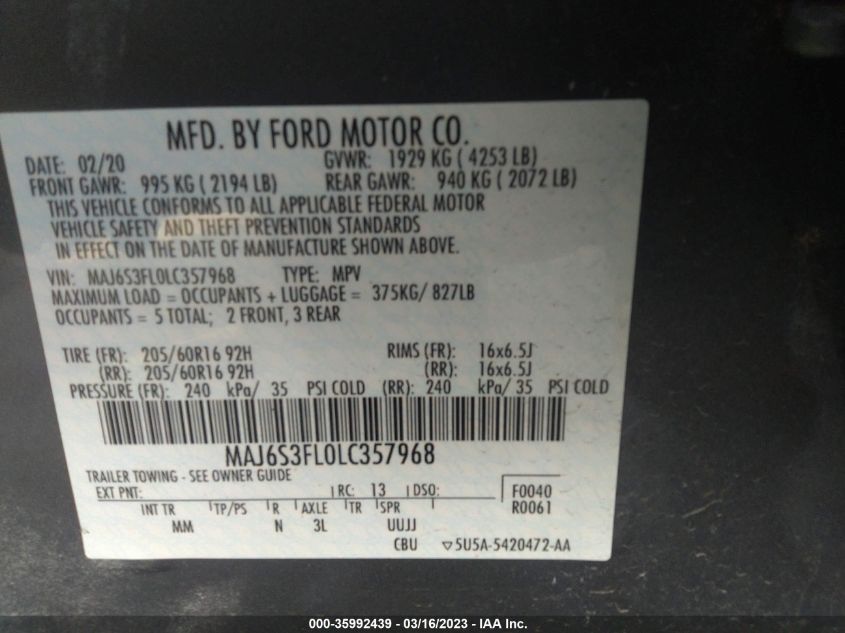 MFD. BY FORD MOTOR CO.
DATE: 02/20 GVWR: 1929 KG ( 4253 LB)
FRONT GAWR: 995 KG ( 2194 LB) REAR GAWR: 940 KG ( 2072 LB)
THIS VEHICLE CONFORMS TO ALL APPLICABLE FEDERAL MOTOR
VEHICLE SAFETY AND THEFT PREVENTION STANDARDS
IN EFFECT ON THE DATE OF MANUFACTURE SHOWN ABOVE.
VIN: MAJ6S3FL0LC357968 TYPE: MPV
MAXIMUM LOAD = OCCUPANTS + LUGGAGE = 375KG/ 827LB
OCCUPANTS = 5 TOTAL; 2 FRONT, 3 REAR
TIRE (FR): 205/60R16 92H RIMS (FR): 16x6.5J
(RR): 205/60R16 92H (RR): 16x6.5J
PRESSURE (FR): 240 kPa/ 35 PSI COLD (RR): 240 kPa/ 35 PSI COLD
MAJ6S3FL0LC357968
TRAILER TOWING - SEE OWNER GUIDE
EXT PNT: RC: 13 DSO: F0040
INT TR TP/PS R AXLE TR SPR R0061
MM N 3L UUJJ
CBU ▽5U5A-5420472-AA
000-35992439 - 03/16/2023 - IAA Inc.